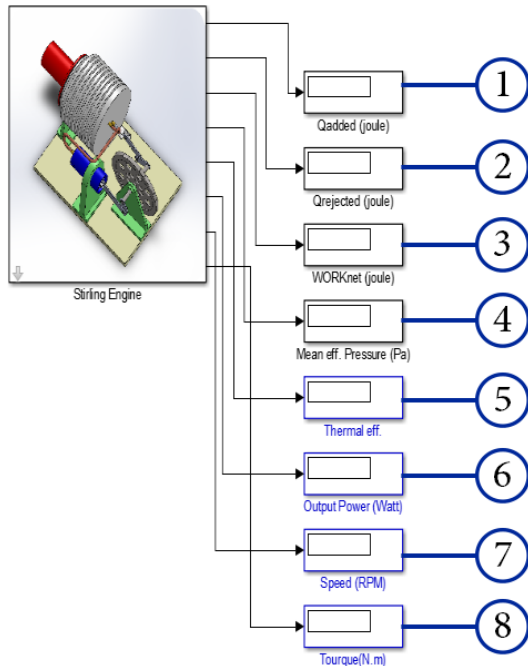 1
Qadded (joule)
2
Qrejected (joule)
3
WORKnet (joule)
Stirling Engine
4
Mean eff. Pressure (Pa)
5
Thermal eff.
6
Output Power (Watt)
7
Speed (RPM)
8
Tourque(N.m)